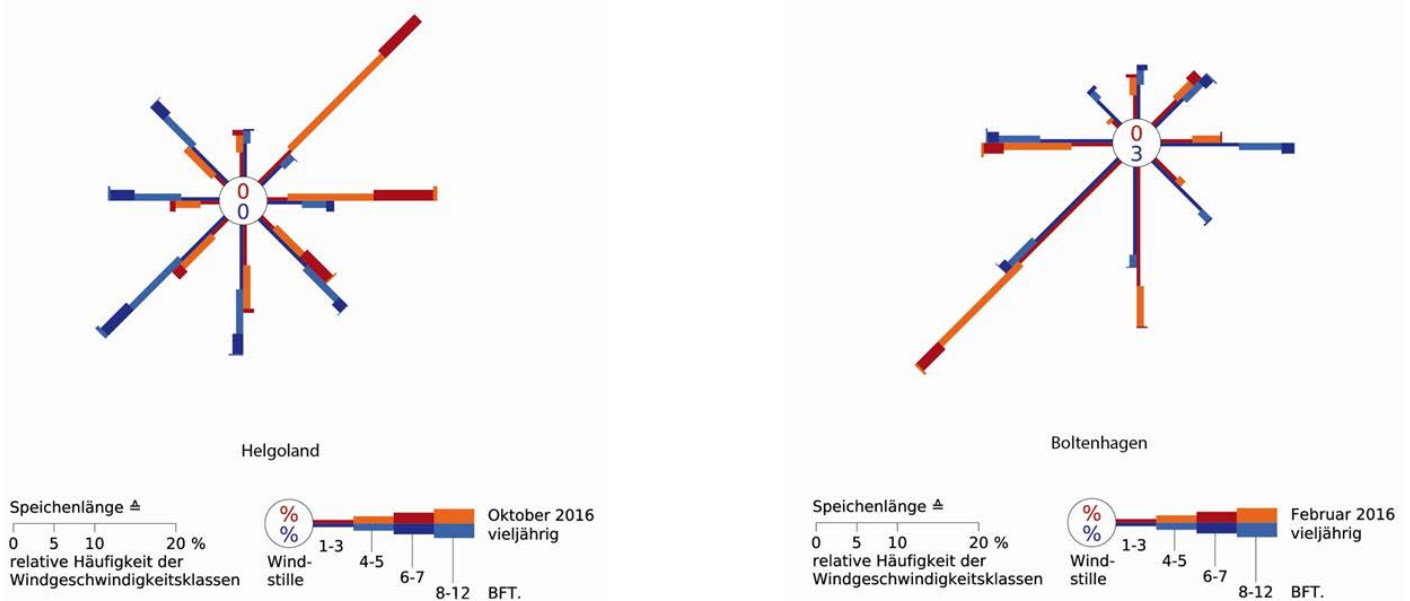 0
0
Helgoland
Speichenlänge ≙
0 5 10 20 %
relative Häufigkeit der
Windgeschwindigkeitsklassen
%
%
Wind-
stille
1-3
4-5
6-7
8-12 BFT.
Oktober 2016
vieljährig
0
3
Boltenhagen
Speichenlänge ≙
0 5 10 20 %
relative Häufigkeit der
Windgeschwindigkeitsklassen
%
%
Wind-
stille
1-3
4-5
6-7
8-12 BFT.
Februar 2016
vieljährig